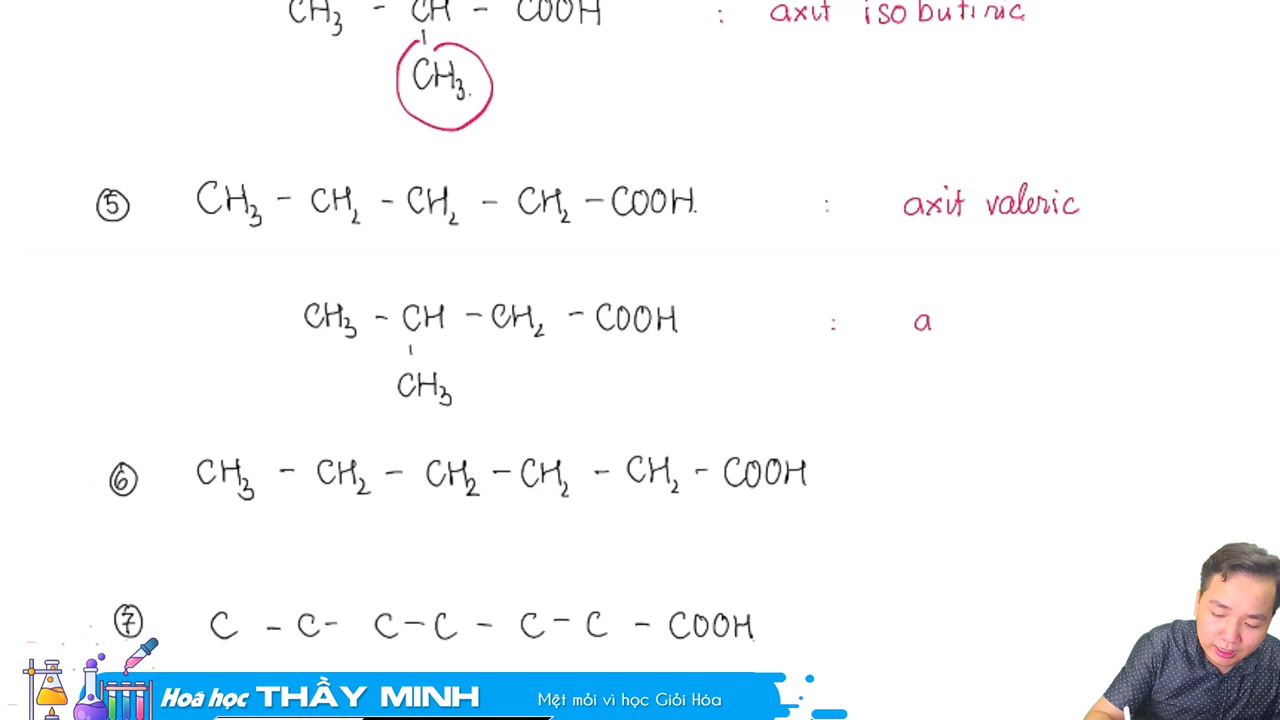 CH₃ - CH - COOH : axit isobutiric
CH₃.
⑤ CH₃ - CH₂ - CH₂ - CH₂ - COOH. : axit valeric
CH₃ - CH - CH₂ - COOH : a
CH₃
⑥ CH₃ - CH₂ - CH₂ - CH₂ - CH₂ - COOH
⑦ C - C - C - C - C - C - COOH
Hoá học THẦY MINH Mệt mỏi vì học Giỏi Hóa